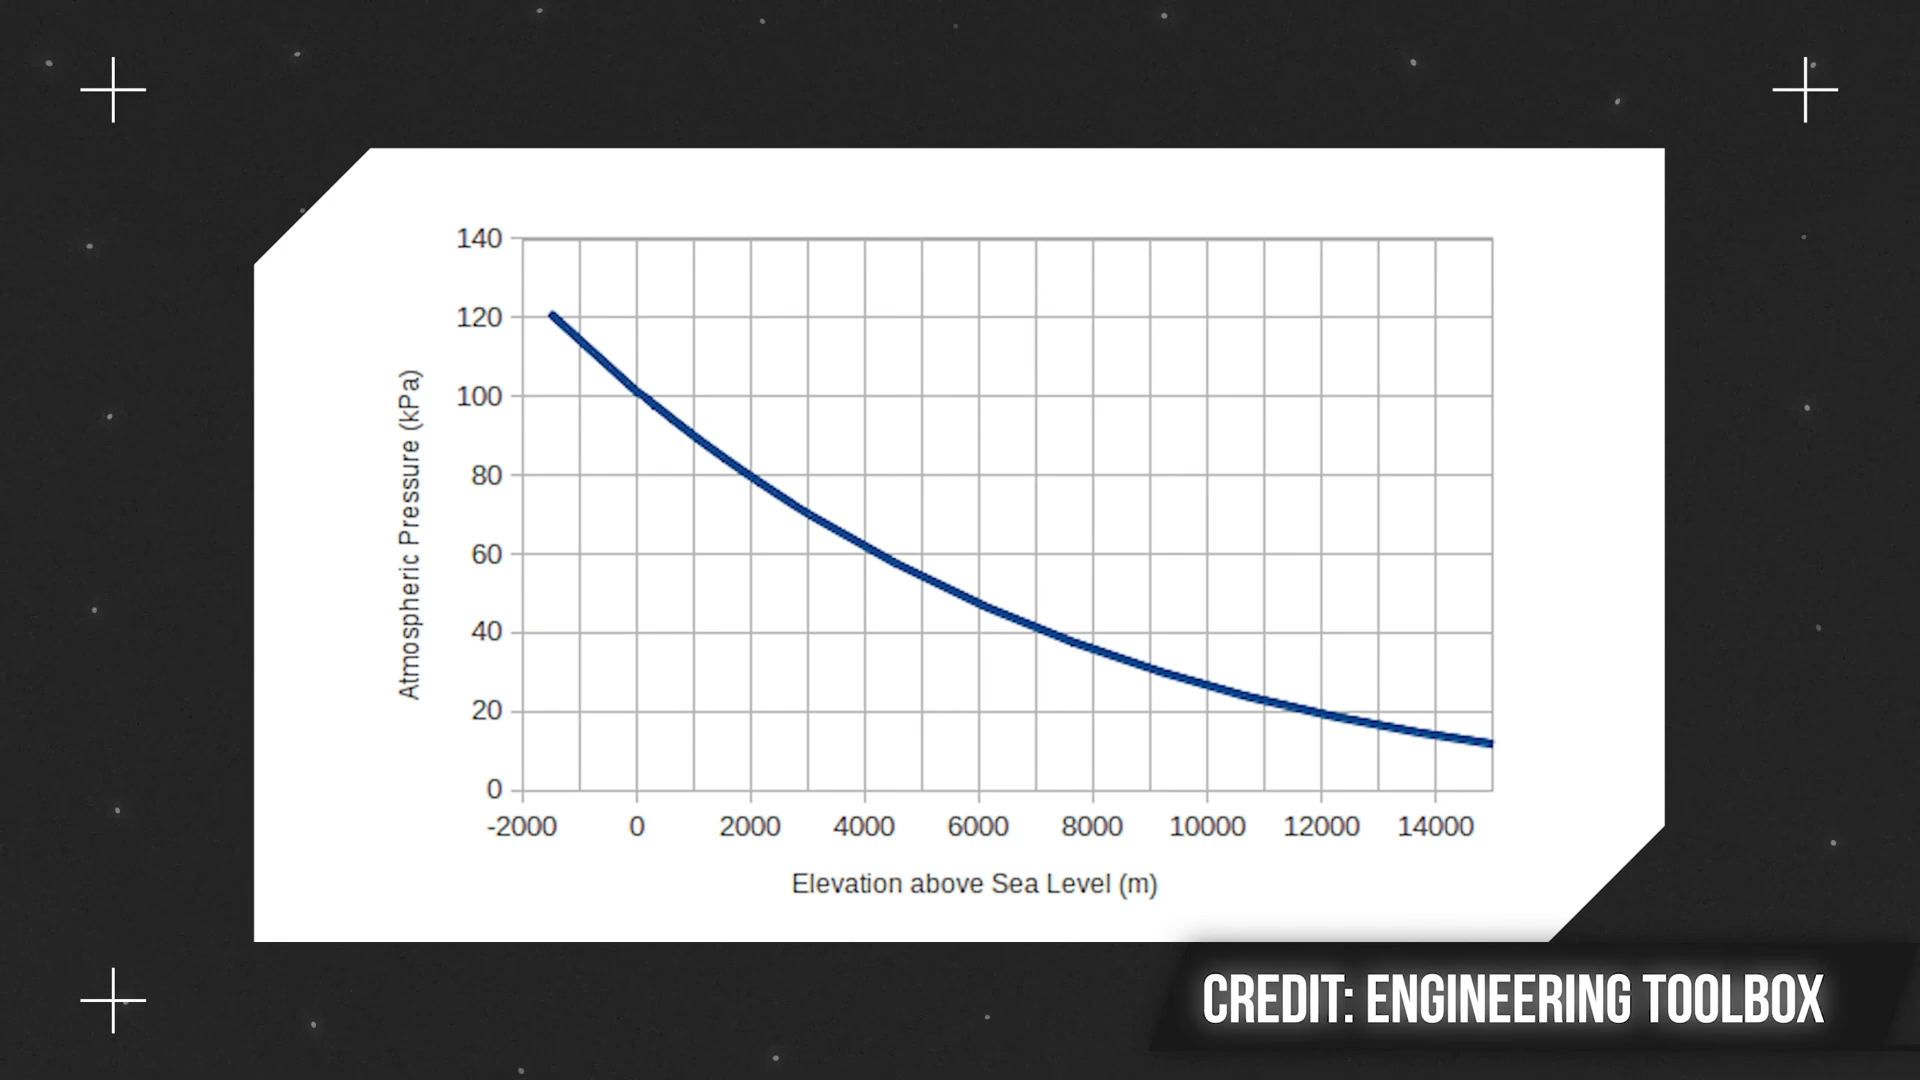 140
120
100
80
60
40
20
0
Atmospheric Pressure (kPa)
-2000 0 2000 4000 6000 8000 10000 12000 14000
Elevation above Sea Level (m)
CREDIT: ENGINEERING TOOLBOX